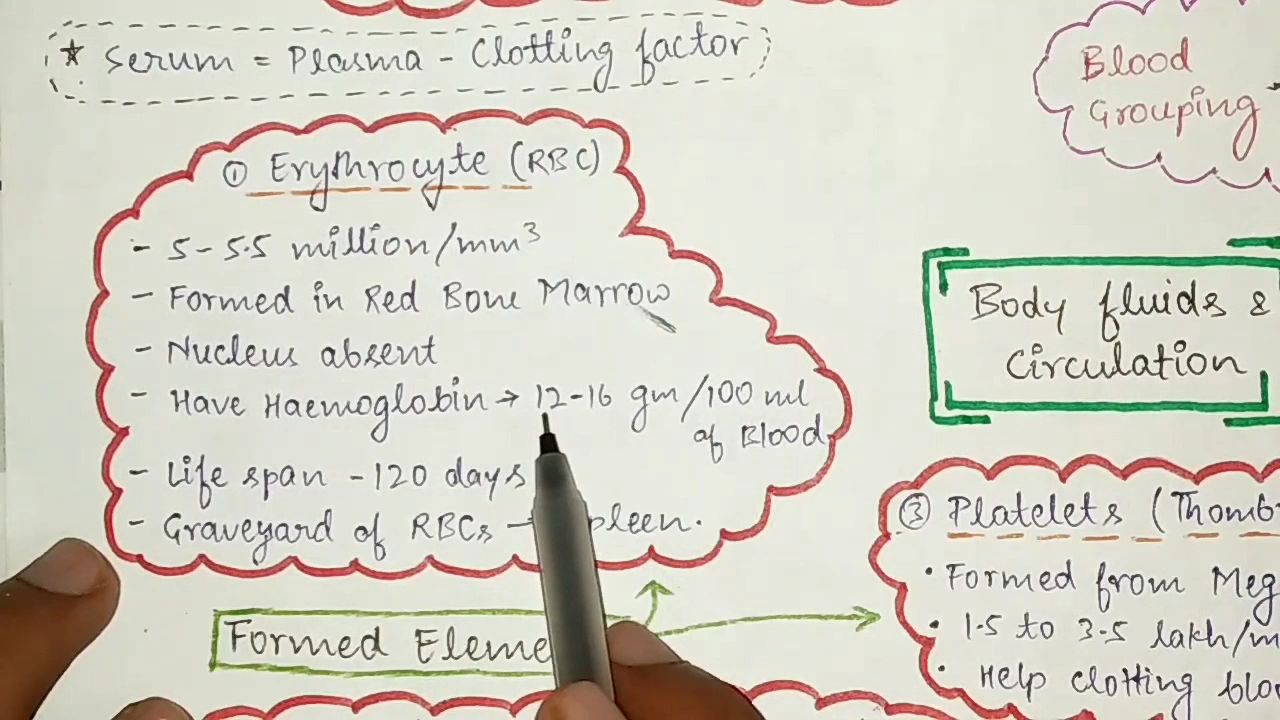 ★ Serum = Plasma - Clotting factor
Blood
Grouping
① Erythrocyte (RBC)
- 5-5.5 million/mm³
- Formed in Red Bone Marrow
- Nucleus absent
- Have Haemoglobin → 12-16 gm/100 ml
of Blood
- Life span - 120 days
- Graveyard of RBCs →
Body fluids &
Circulation
③ Platelets (
• Formed from
• 1.5 to 3.5 lakh/
• Help clotting
Formed